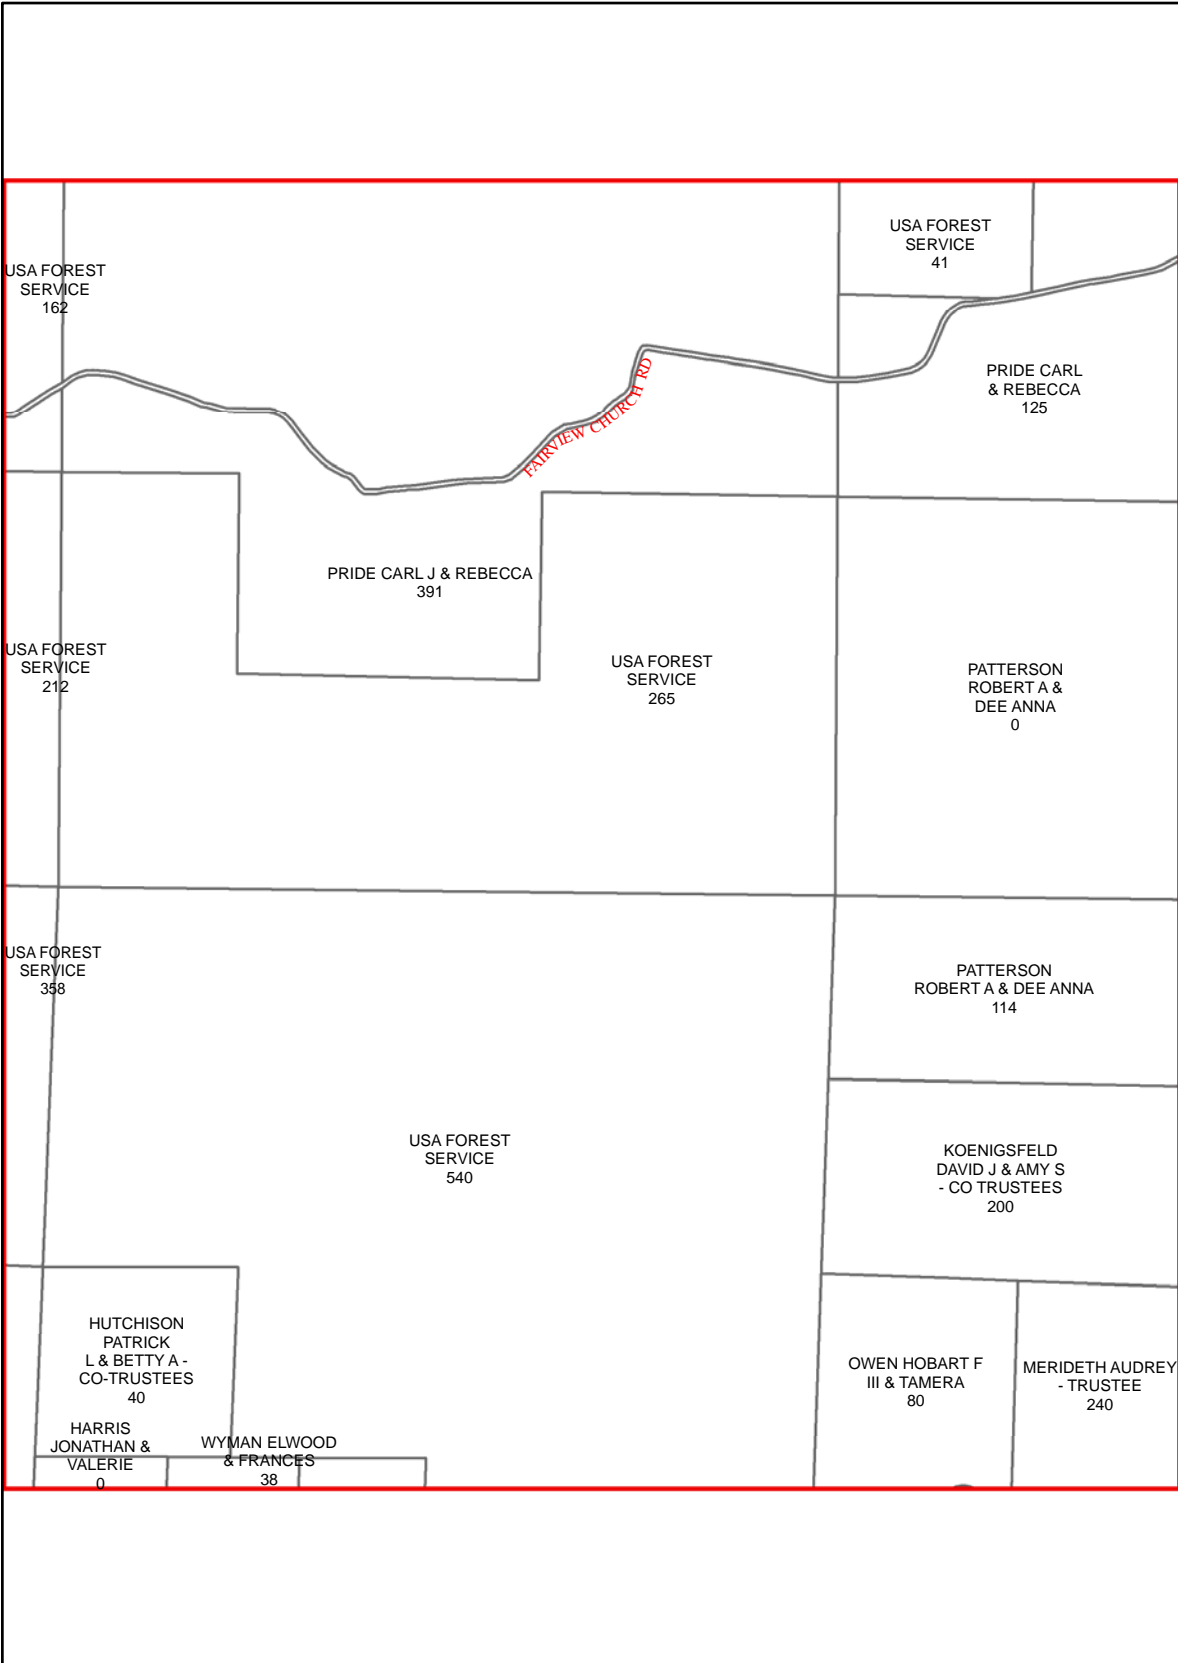 USA FOREST
SERVICE
41
USA FOREST
SERVICE
162
PRIDE CARL
& REBECCA
125
FAIRVIEW CHURCH RD
PRIDE CARL J & REBECCA
391
USA FOREST
SERVICE
212
USA FOREST
SERVICE
265
PATTERSON
ROBERT A &
DEE ANNA
0
USA FOREST
SERVICE
358
PATTERSON
ROBERT A & DEE ANNA
114
USA FOREST
SERVICE
540
KOENIGSFELD
DAVID J & AMY S
- CO TRUSTEES
200
HUTCHISON
PATRICK
L & BETTY A -
CO-TRUSTEES
40
OWEN HOBART F
III & TAMERA
80
MERIDETH AUDREY
- TRUSTEE
240
HARRIS
JONATHAN &
VALERIE
0
WYMAN ELWOOD
& FRANCES
38